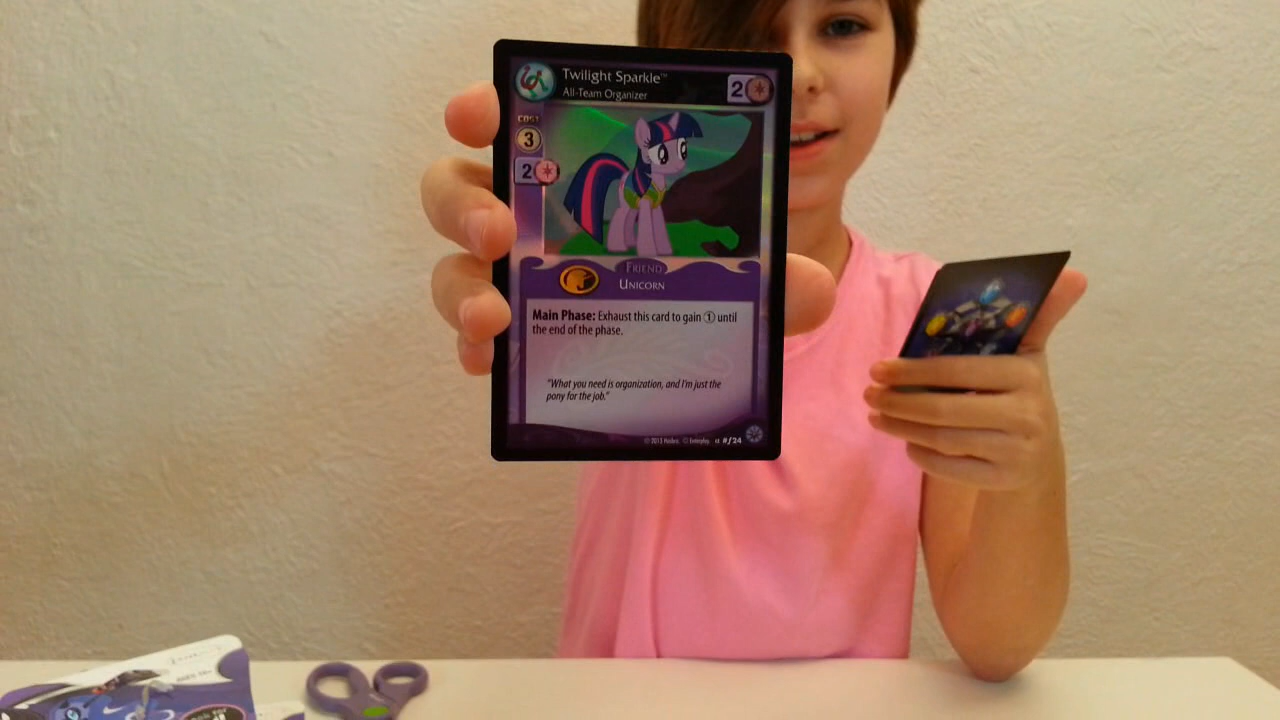 Twilight Sparkle™
All-Team Organizer
2
COST
3
2
FRIEND
UNICORN
Main Phase: Exhaust this card to gain ① until
the end of the phase.
"What you need is organization, and I'm just the
pony for the job."
© 2013 Hasbro. © Enterplay. #ƒ24